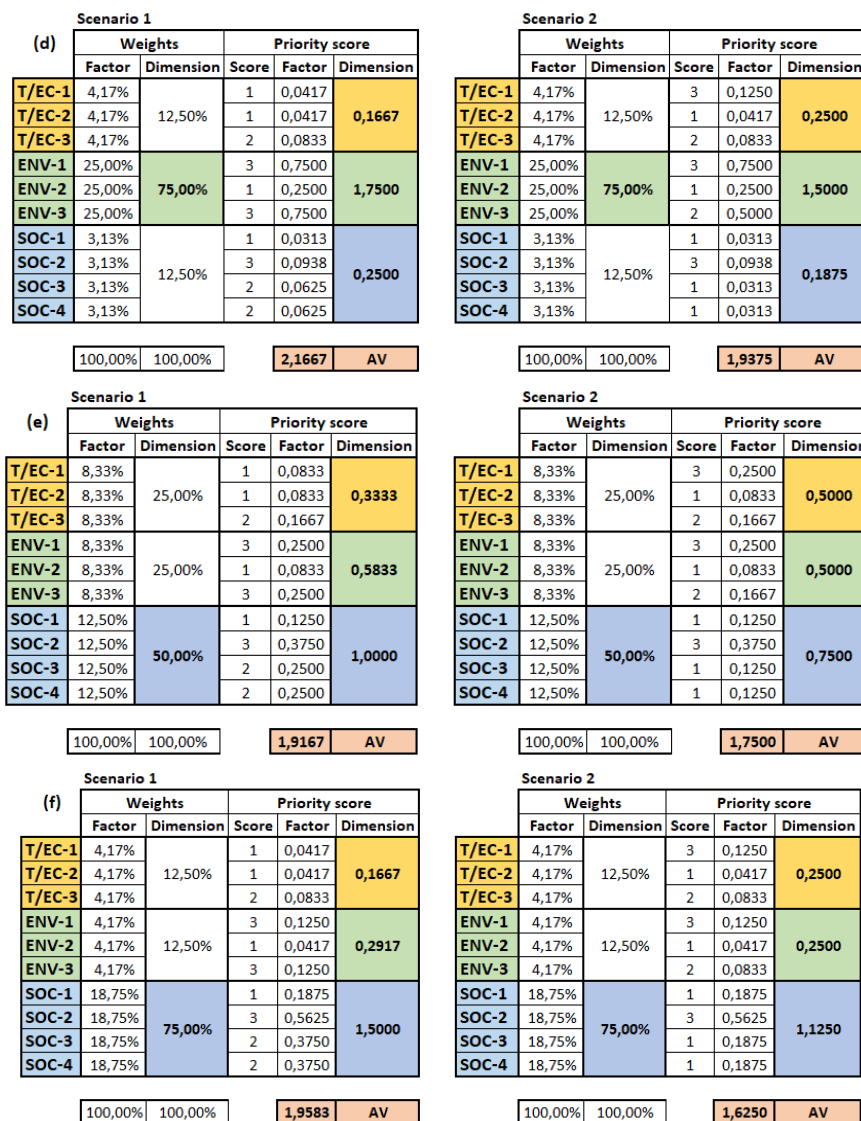 Scenario 1 Scenario 2
(d) Weights Priority score Weights Priority score
Factor Dimension Score Factor Dimension Factor Dimension Score Factor Dimension
T/EC-1 4,17% 1 0,0417 T/EC-1 4,17% 3 0,1250
T/EC-2 4,17% 12,50% 1 0,0417 0,1667 T/EC-2 4,17% 12,50% 1 0,0417 0,2500
T/EC-3 4,17% 2 0,0833 T/EC-3 4,17% 2 0,0833
ENV-1 25,00% 3 0,7500 ENV-1 25,00% 3 0,7500
ENV-2 25,00% 75,00% 1 0,2500 1,7500 ENV-2 25,00% 75,00% 1 0,2500 1,5000
ENV-3 25,00% 3 0,7500 ENV-3 25,00% 2 0,5000
SOC-1 3,13% 1 0,0313 SOC-1 3,13% 1 0,0313
SOC-2 3,13% 3 0,0938 SOC-2 3,13% 3 0,0938
12,50% 0,2500 12,50% 0,1875
SOC-3 3,13% 2 0,0625 SOC-3 3,13% 1 0,0313
SOC-4 3,13% 2 0,0625 SOC-4 3,13% 1 0,0313
100,00% 100,00% 2,1667 AV 100,00% 100,00% 1,9375 AV
Scenario 1 Scenario 2
(e) Weights Priority score Weights Priority score
Factor Dimension Score Factor Dimension Factor Dimension Score Factor Dimension
T/EC-1 8,33% 1 0,0833 T/EC-1 8,33% 3 0,2500
T/EC-2 8,33% 25,00% 1 0,0833 0,3333 T/EC-2 8,33% 25,00% 1 0,0833 0,5000
T/EC-3 8,33% 2 0,1667 T/EC-3 8,33% 2 0,1667
ENV-1 8,33% 3 0,2500 ENV-1 8,33% 3 0,2500
ENV-2 8,33% 25,00% 1 0,0833 0,5833 ENV-2 8,33% 25,00% 1 0,0833 0,5000
ENV-3 8,33% 3 0,2500 ENV-3 8,33% 2 0,1667
SOC-1 12,50% 1 0,1250 SOC-1 12,50% 1 0,1250
SOC-2 12,50% 3 0,3750 SOC-2 12,50% 3 0,3750
50,00% 1,0000 50,00% 0,7500
SOC-3 12,50% 2 0,2500 SOC-3 12,50% 1 0,1250
SOC-4 12,50% 2 0,2500 SOC-4 12,50% 1 0,1250
100,00% 100,00% 1,9167 AV 100,00% 100,00% 1,7500 AV
Scenario 1 Scenario 2
(f) Weights Priority score Weights Priority score
Factor Dimension Score Factor Dimension Factor Dimension Score Factor Dimension
T/EC-1 4,17% 1 0,0417 T/EC-1 4,17% 3 0,1250
T/EC-2 4,17% 12,50% 1 0,0417 0,1667 T/EC-2 4,17% 12,50% 1 0,0417 0,2500
T/EC-3 4,17% 2 0,0833 T/EC-3 4,17% 2 0,0833
ENV-1 4,17% 3 0,1250 ENV-1 4,17% 3 0,1250
ENV-2 4,17% 12,50% 1 0,0417 0,2917 ENV-2 4,17% 12,50% 1 0,0417 0,2500
ENV-3 4,17% 3 0,1250 ENV-3 4,17% 2 0,0833
SOC-1 18,75% 1 0,1875 SOC-1 18,75% 1 0,1875
SOC-2 18,75% 3 0,5625 SOC-2 18,75% 3 0,5625
75,00% 1,5000 75,00% 1,1250
SOC-3 18,75% 2 0,3750 SOC-3 18,75% 1 0,1875
SOC-4 18,75% 2 0,3750 SOC-4 18,75% 1 0,1875
100,00% 100,00% 1,9583 AV 100,00% 100,00% 1,6250 AV